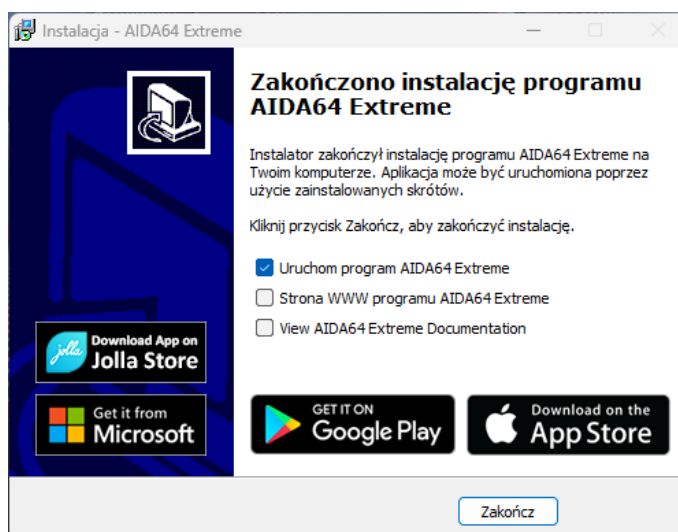 Instalacja - AIDA64 Extreme
Zakończono instalację programu
AIDA64 Extreme
Instalator zakończył instalację programu AIDA64 Extreme na
Twoim komputerze. Aplikacja może być uruchomiona poprzez
użycie zainstalowanych skrótów.
Kliknij przycisk Zakończ, aby zakończyć instalację.
Uruchom program AIDA64 Extreme
Strona WWW programu AIDA64 Extreme
View AIDA64 Extreme Documentation
jolla
Download App on
Jolla Store
Get it from
Microsoft
GET IT ON
Google Play
Download on the
App Store
Zakończ